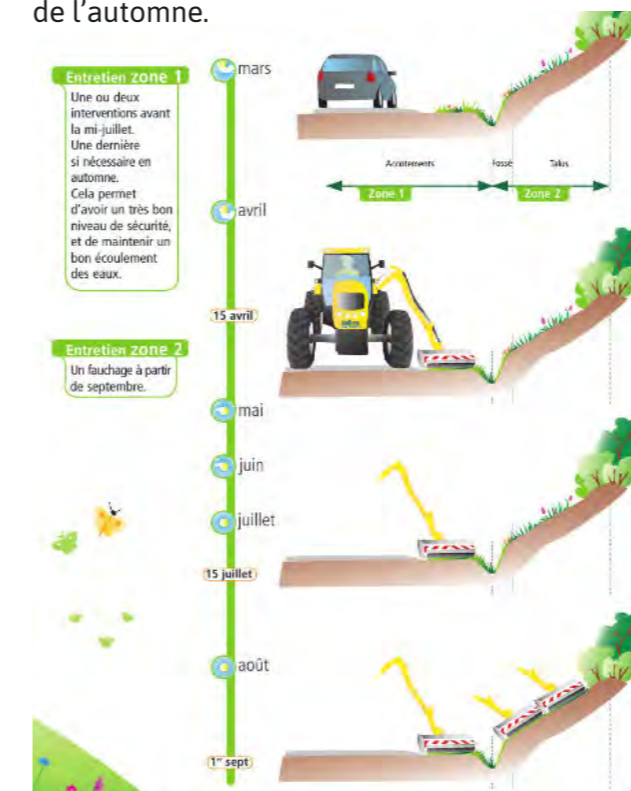 de l’automne.
Entretien zone 1
Une ou deux
interventions avant
la mi-juillet.
Une dernière
si nécessaire en
automne.
Cela permet
d'avoir un très bon
niveau de sécurité,
et de maintenir un
bon écoulement
des eaux.
Entretien zone 2
Un fauchage à partir
de septembre.
mars
avril
15 avril
mai
juin
juillet
15 juillet
août
1er sept
Accotements
Fossé
Talus
Zone 1
Zone 2